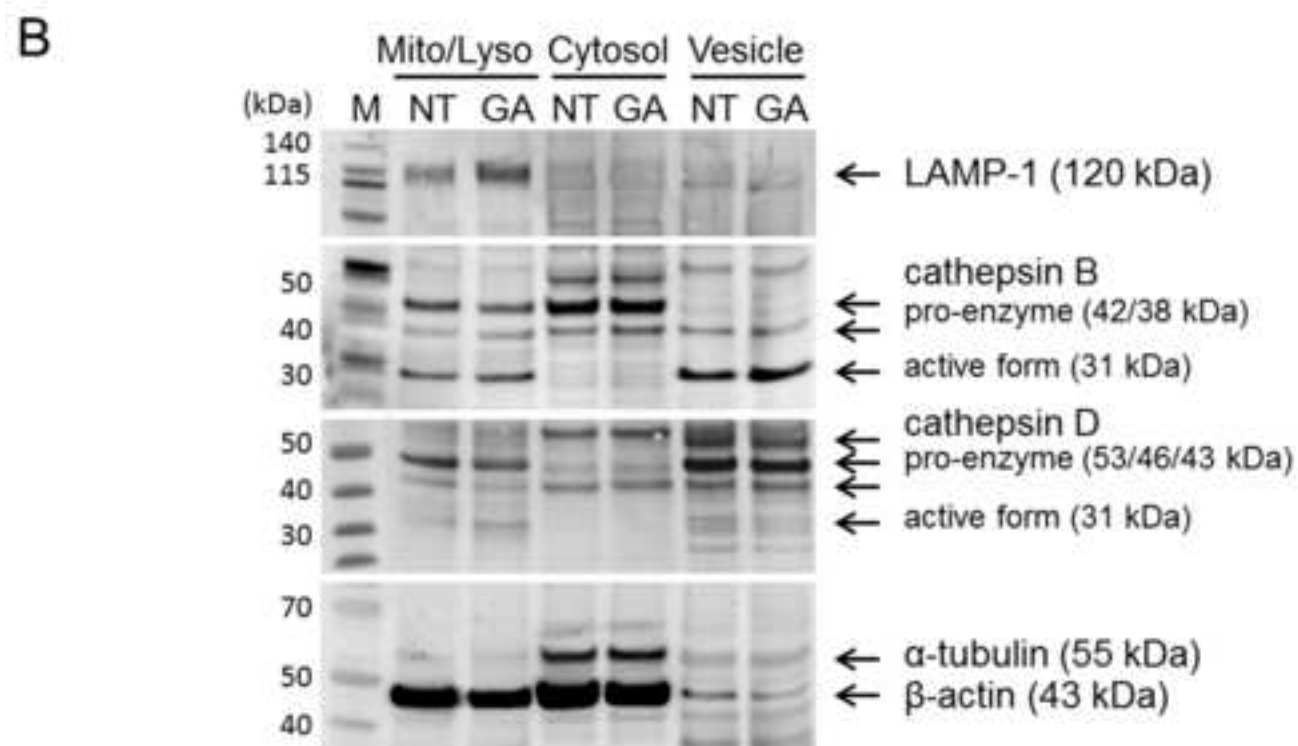 B
Mito/Lyso Cytosol Vesicle
(kDa) M NT GA NT GA NT GA
140
115 ← LAMP-1 (120 kDa)
cathepsin B
50
← pro-enzyme (42/38 kDa)
40 ←
30 ← active form (31 kDa)
cathepsin D
50 ←
← pro-enzyme (53/46/43 kDa)
40 ←
30 ← active form (31 kDa)
70
← α-tubulin (55 kDa)
50
← β-actin (43 kDa)
40